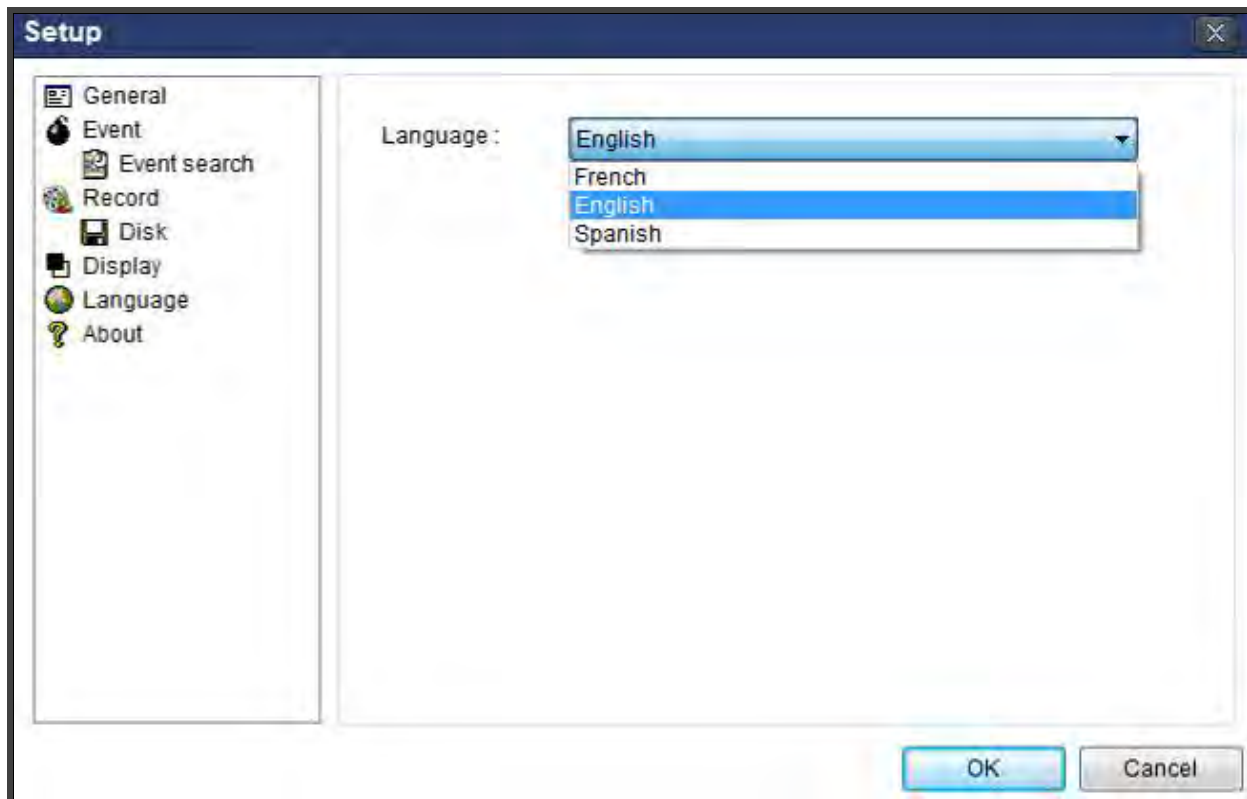 Setup
General
Event
Event search
Record
Disk
Display
Language
About
Language :
English
French
English
Spanish
OK
Cancel